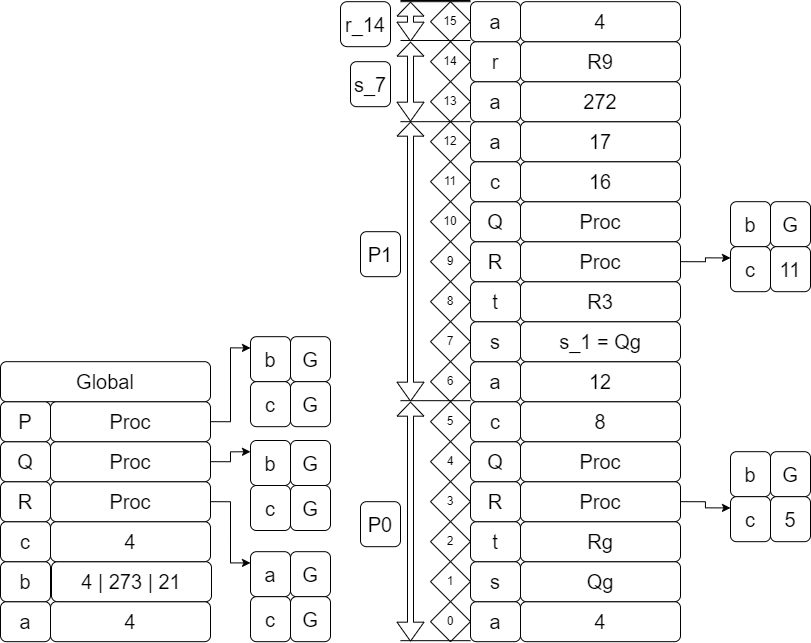 r_14
15
a
4
14
r
R9
s_7
13
a
272
12
a
17
11
c
16
10
Q
Proc
b
G
P1
9
R
Proc
c
11
8
t
R3
7
s
s_1 = Qg
6
a
12
Global
b
G
P
Proc
c
G
5
c
8
Q
Proc
b
G
4
Q
Proc
b
G
R
Proc
c
G
3
R
Proc
c
5
P0
c
4
2
t
Rg
b
4 | 273 | 21
a
G
1
s
Qg
a
4
c
G
0
a
4